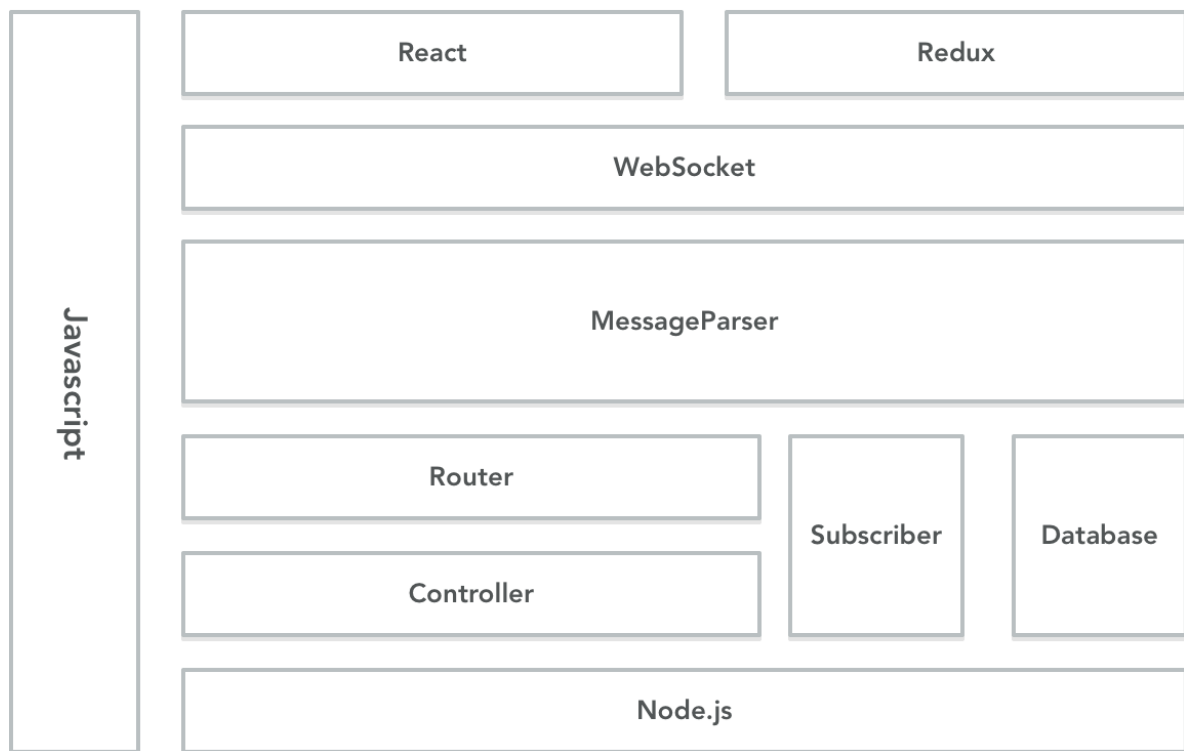 Javascript
React
Redux
WebSocket
MessageParser
Router
Subscriber
Database
Controller
Node.js